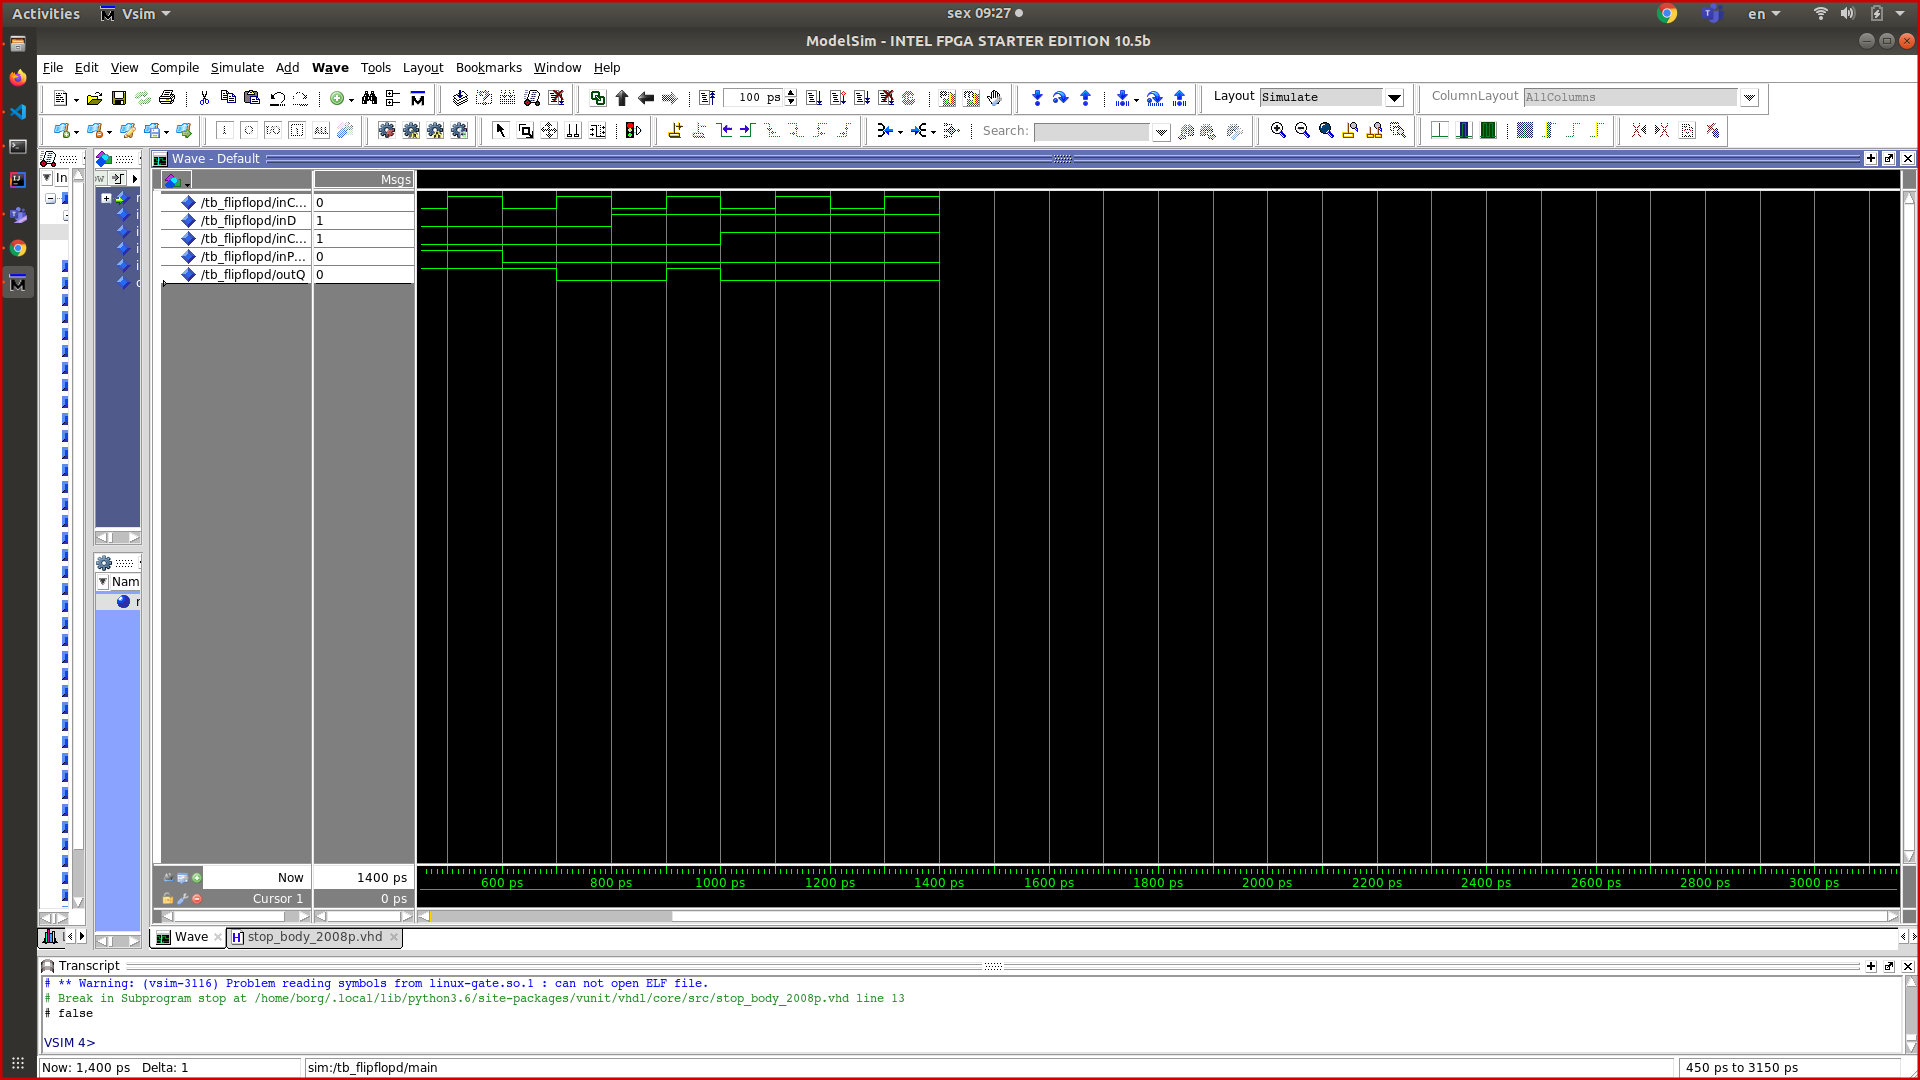 Activities Vsim sex 09:27 en
ModelSim - INTEL FPGA STARTER EDITION 10.5b
File Edit View Compile Simulate Add Wave Tools Layout Bookmarks Window Help
100 ps Layout Simulate ColumnLayout AllColumns
ALL Search:
In
Wave - Default
Msgs
/tb_flipflopd/inC... 0
/tb_flipflopd/inD 1
/tb_flipflopd/inC... 1
/tb_flipflopd/inP... 0
/tb_flipflopd/outQ 0
Nam
Now 1400 ps 600 ps 800 ps 1000 ps 1200 ps 1400 ps 1600 ps 1800 ps 2000 ps 2200 ps 2400 ps 2600 ps 2800 ps 3000 ps
Cursor 1 0 ps
Wave stop_body_2008p.vhd
Transcript
# ** Warning: (vsim-3116) Problem reading symbols from linux-gate.so.1 : can not open ELF file.
# Break in Subprogram stop at /home/borg/.local/lib/python3.6/site-packages/vunit/vhdl/core/src/stop_body_2008p.vhd line 13
# false
VSIM 4>
Now: 1,400 ps Delta: 1 sim:/tb_flipflopd/main 450 ps to 3150 ps